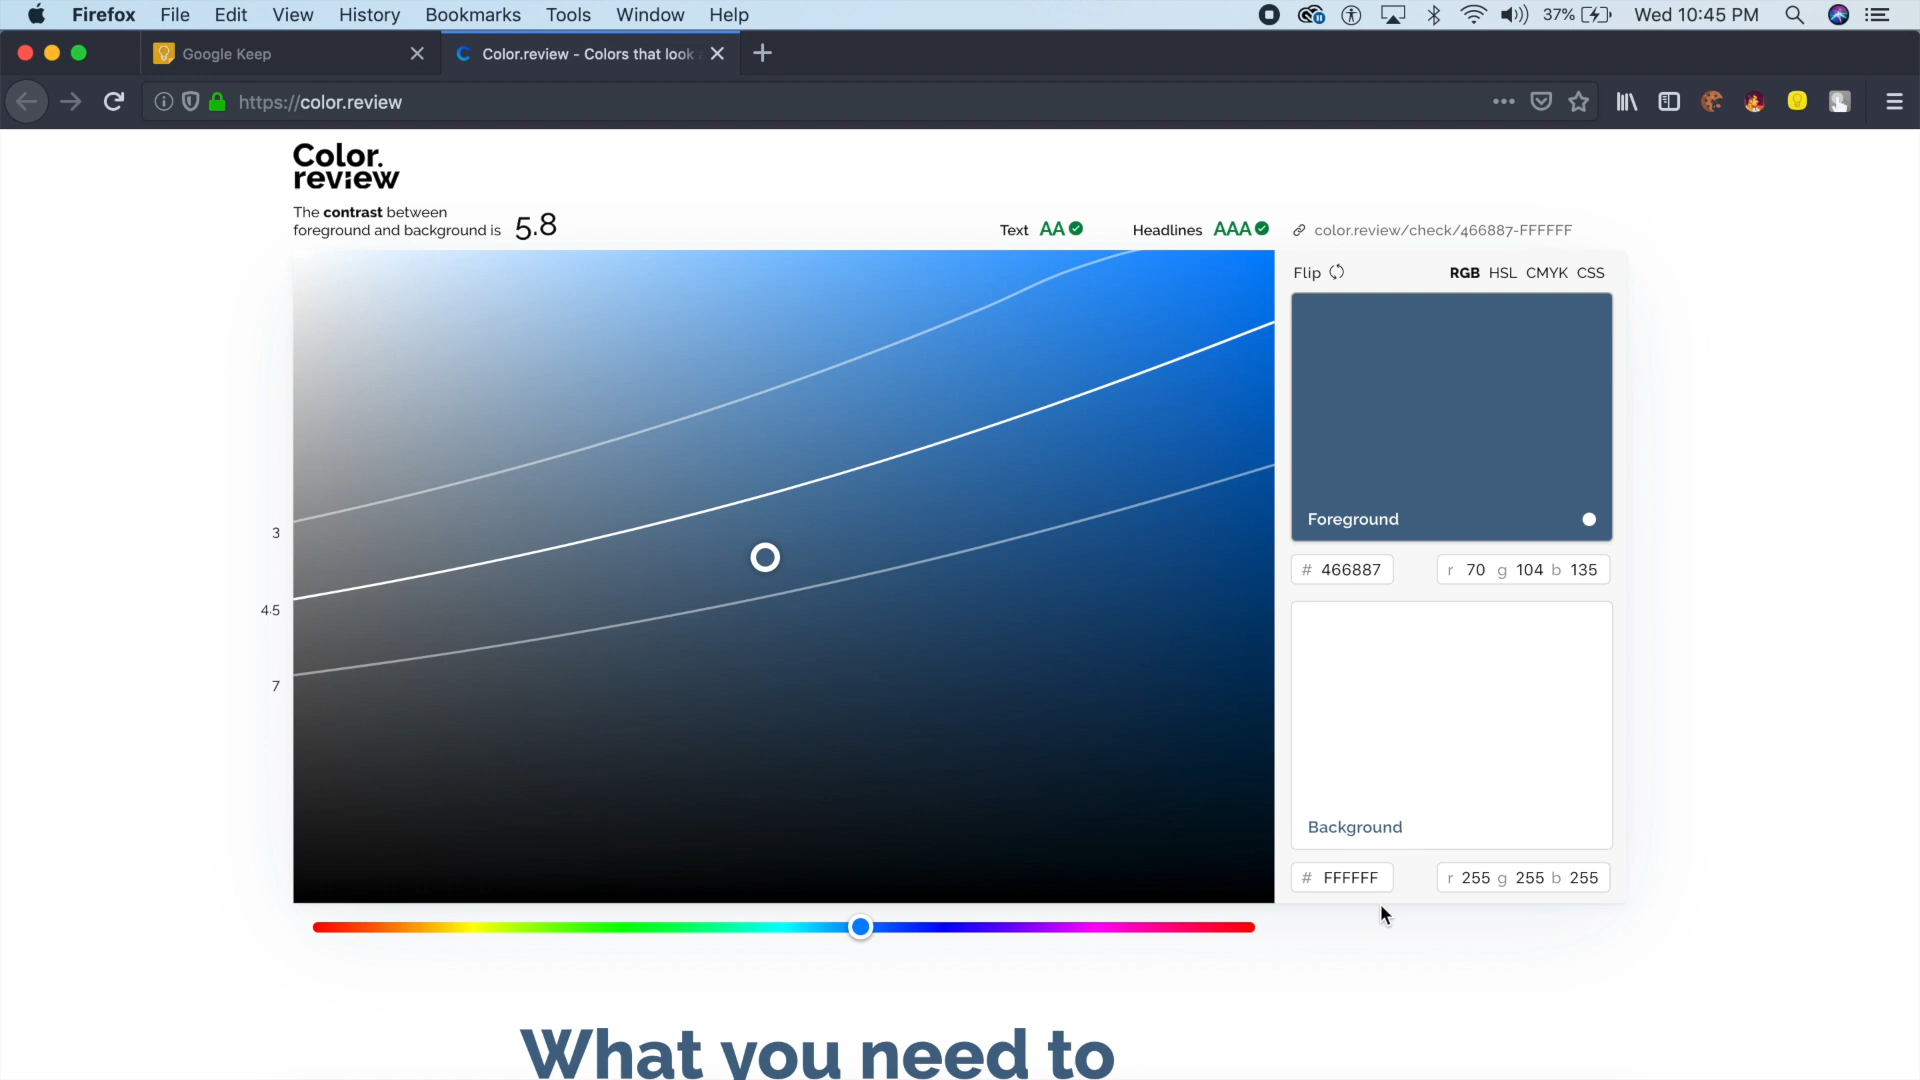 Firefox File Edit View History Bookmarks Tools Window Help 37% Wed 10:45 PM
Google Keep
Color.review - Colors that look
https://color.review
Color.
review
The contrast between
foreground and background is 5.8
Text AA
Headlines AAA
color.review/check/466887-FFFFFF
Flip RGB HSL CMYK CSS
3
4.5
7
Foreground
# 466887 r 70 g 104 b 135
Background
# FFFFFF r 255 g 255 b 255
What you need to